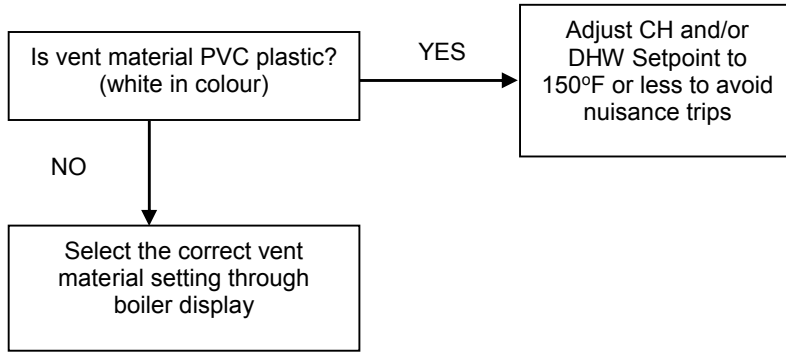 Is vent material PVC plastic?
(white in colour)
YES
Adjust CH and/or
DHW Setpoint to
150°F or less to avoid
nuisance trips
NO
Select the correct vent
material setting through
boiler display